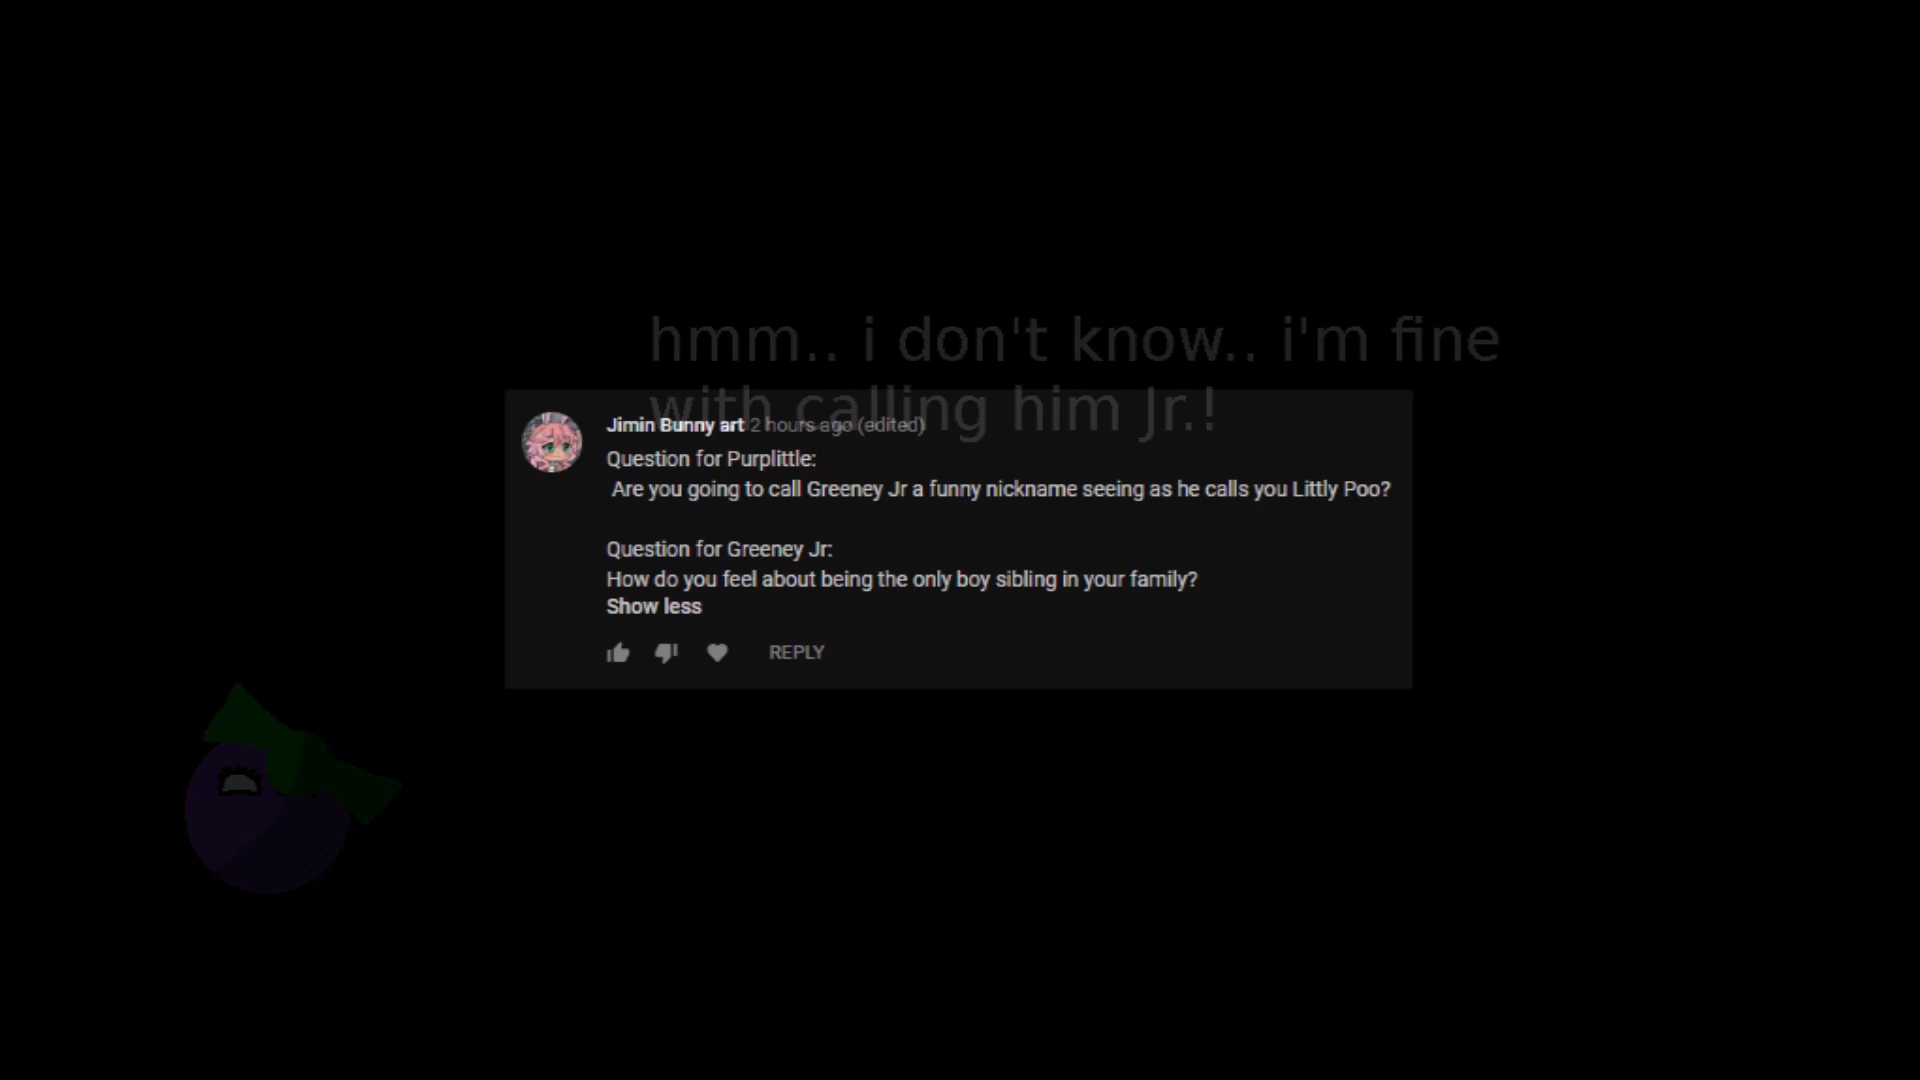 hmm.. i don't know.. i'm fine
with calling him Jr.!
Jimin Bunny art 2 hours ago (edited)
Question for Purplittle:
Are you going to call Greeney Jr a funny nickname seeing as he calls you Littly Poo?
Question for Greeney Jr:
How do you feel about being the only boy sibling in your family?
Show less
REPLY